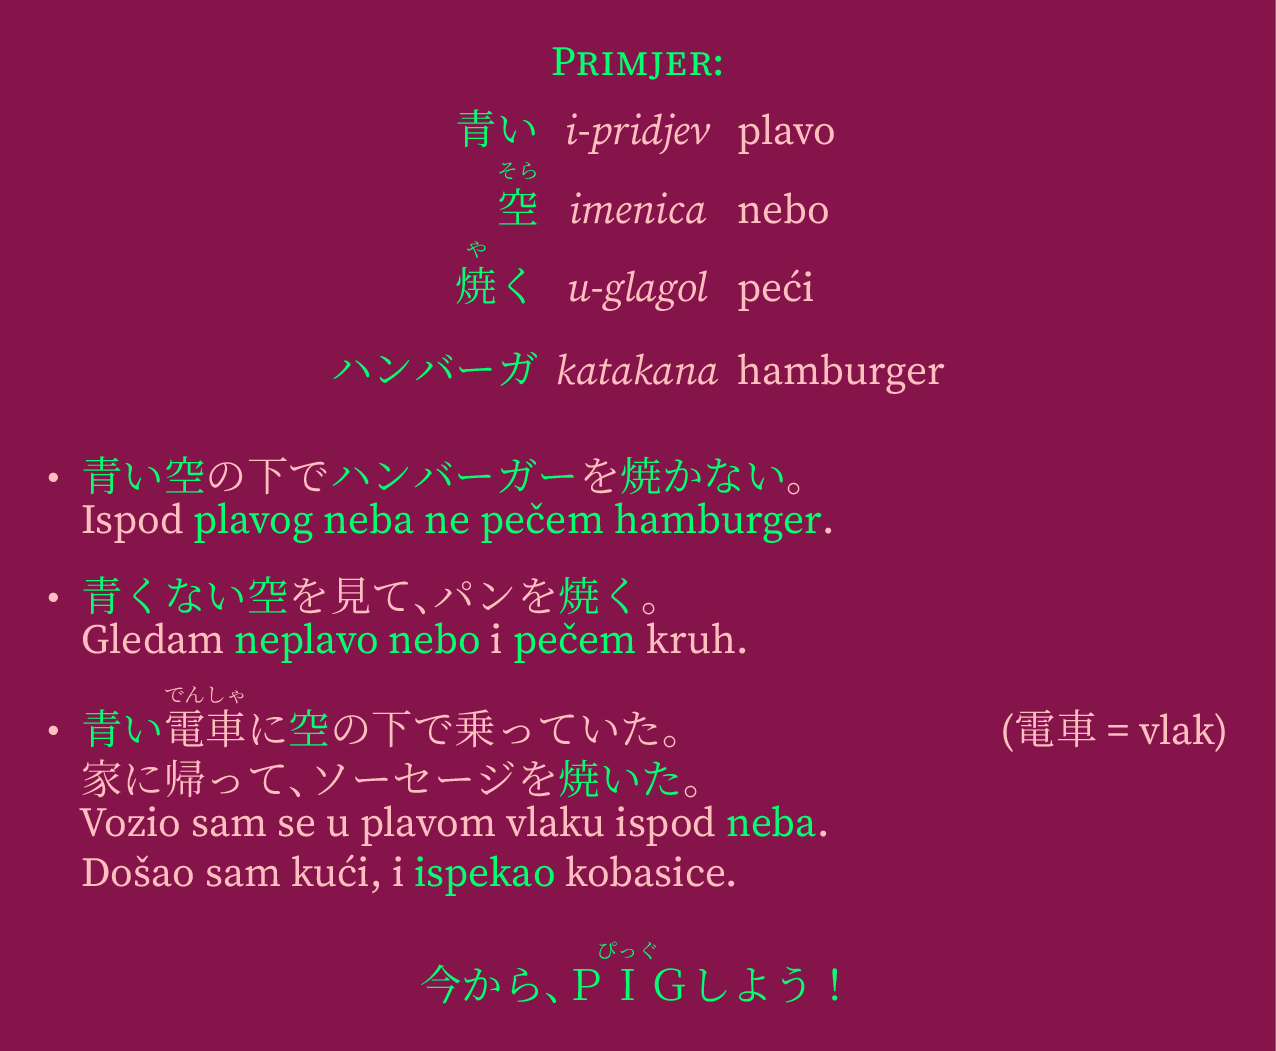 PRIMJER:
青い i-pridjev plavo
そら
空 imenica nebo
や
焼く u-glagol peći
ハンバーガ katakana hamburger
• 青い空の下でハンバーガーを焼かない。
Ispod plavog neba ne pečem hamburger.
• 青くない空を見て、パンを焼く。
Gledam neplavo nebo i pečem kruh.
でんしゃ
• 青い電車に空の下で乗っていた。 (電車 = vlak)
家に帰って、ソーセージを焼いた。
Vozio sam se u plavom vlaku ispod neba.
Došao sam kući, i ispekao kobasice.
ぴっぐ
今から、ＰＩＧしよう！